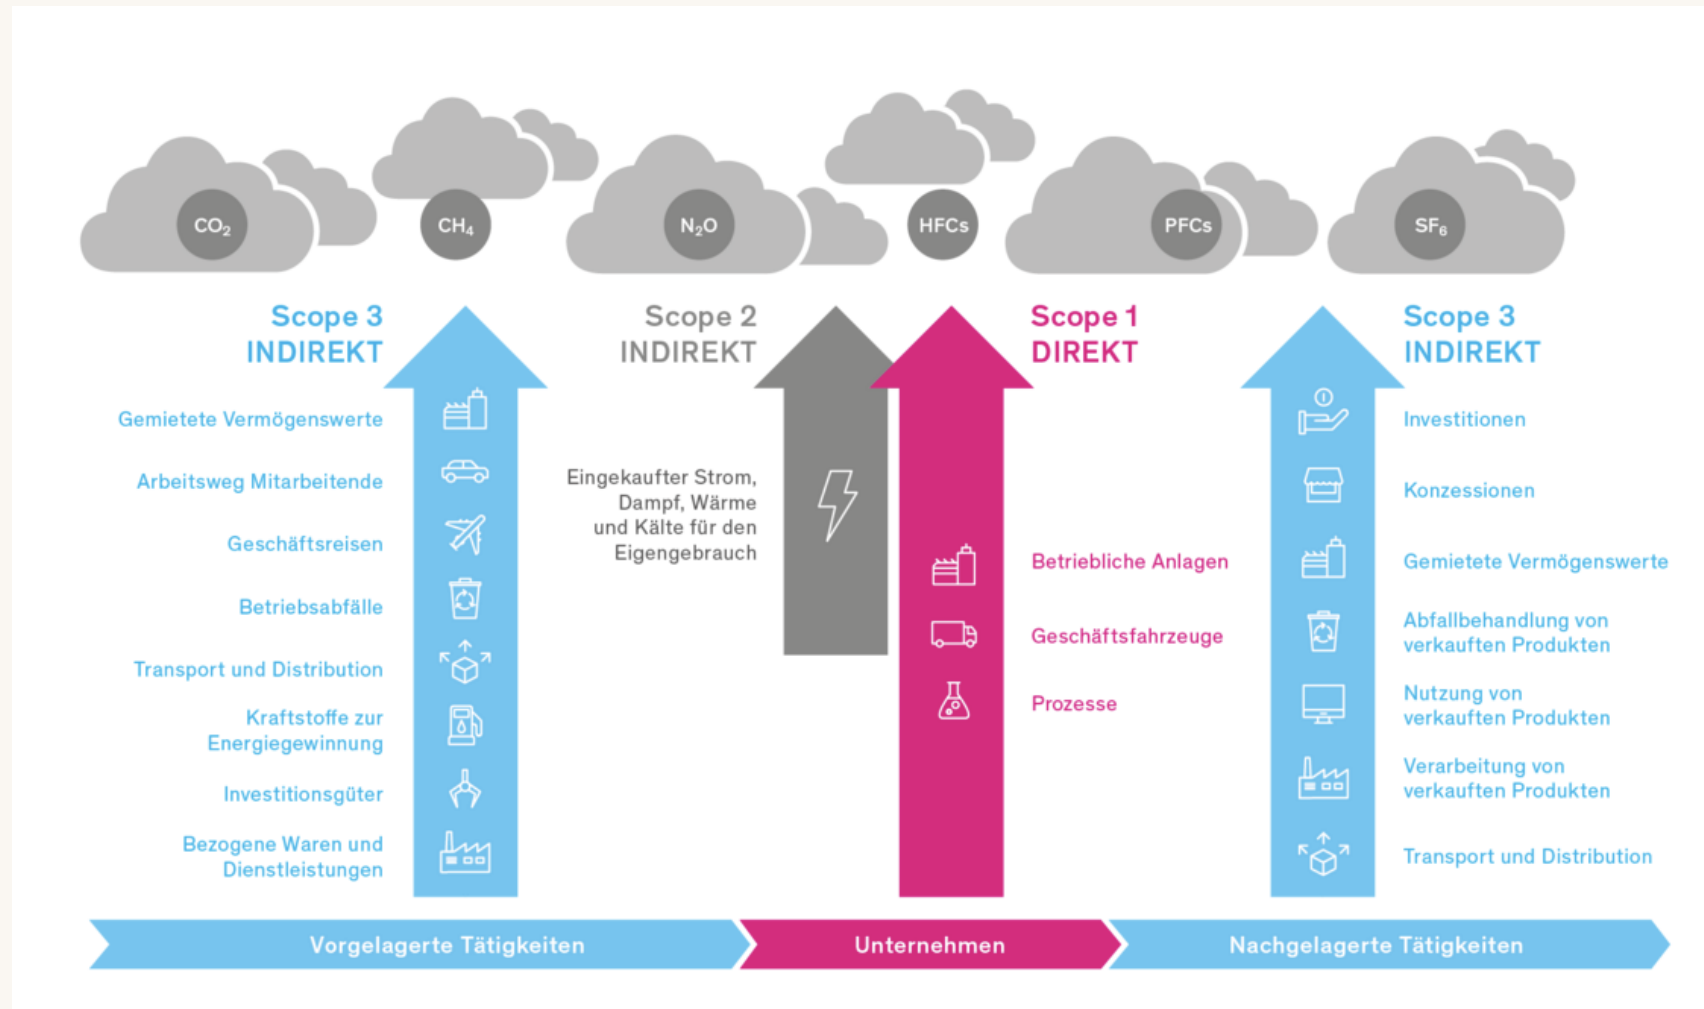 CO₂
CH₄
N₂O
HFCs
PFCs
SF₆
Scope 3
INDIREKT
Gemietete Vermögenswerte
Arbeitsweg Mitarbeitende
Geschäftsreisen
Betriebsabfälle
Transport und Distribution
Kraftstoffe zur
Energiegewinnung
Investitionsgüter
Bezogene Waren und
Dienstleistungen
Scope 2
INDIREKT
Eingekaufter Strom,
Dampf, Wärme
und Kälte für den
Eigengebrauch
Scope 1
DIREKT
Betriebliche Anlagen
Geschäftsfahrzeuge
Prozesse
Scope 3
INDIREKT
Investitionen
Konzessionen
Gemietete Vermögenswerte
Abfallbehandlung von
verkauften Produkten
Nutzung von
verkauften Produkten
Verarbeitung von
verkauften Produkten
Transport und Distribution
Vorgelagerte Tätigkeiten
Unternehmen
Nachgelagerte Tätigkeiten